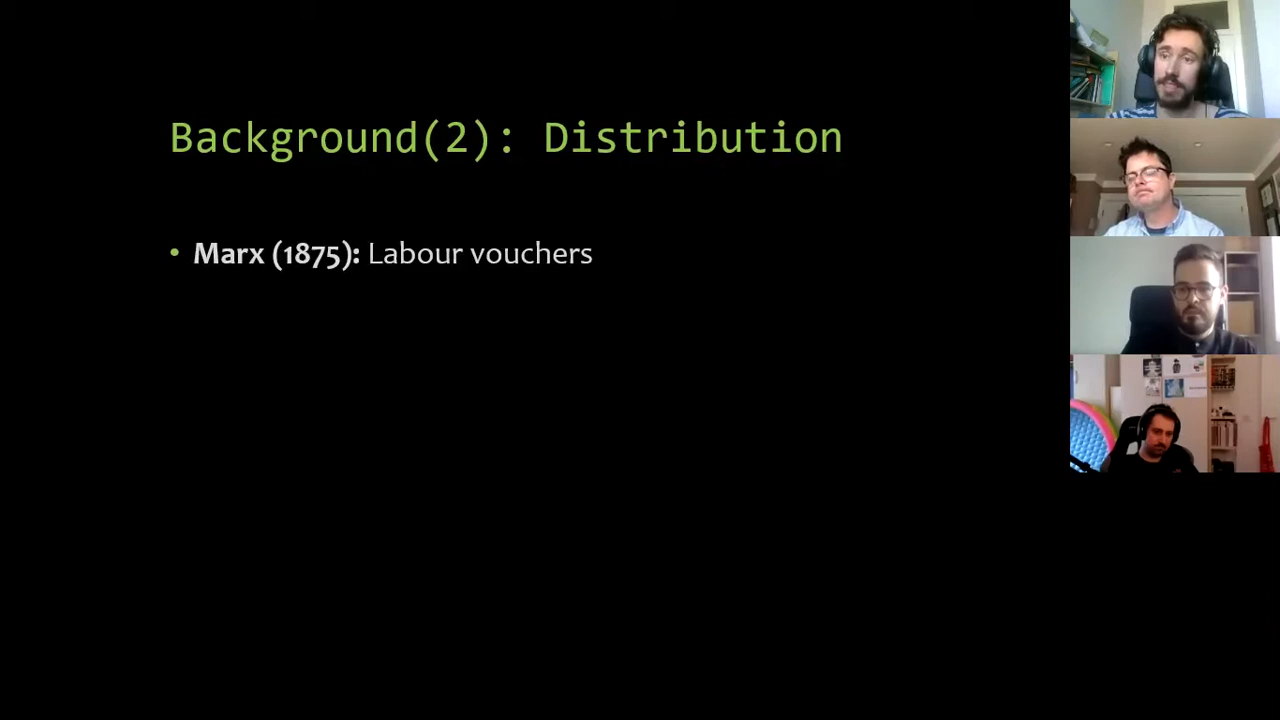 Background(2): Distribution
• Marx (1875): Labour vouchers